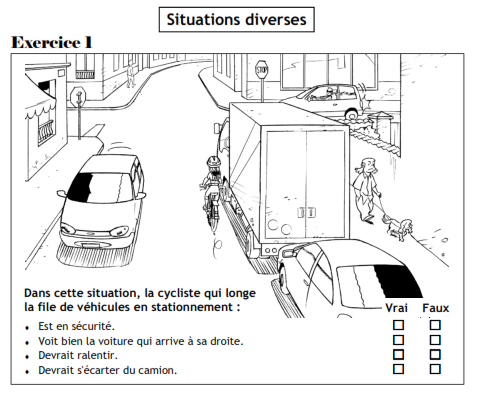 Situations diverses
Exercice 1
STOP
Dans cette situation, la cycliste qui longe
la file de véhicules en stationnement :
Vrai Faux
⬧ Est en sécurité.
⬧ Voit bien la voiture qui arrive à sa droite.
⬧ Devrait ralentir.
⬧ Devrait s'écarter du camion.